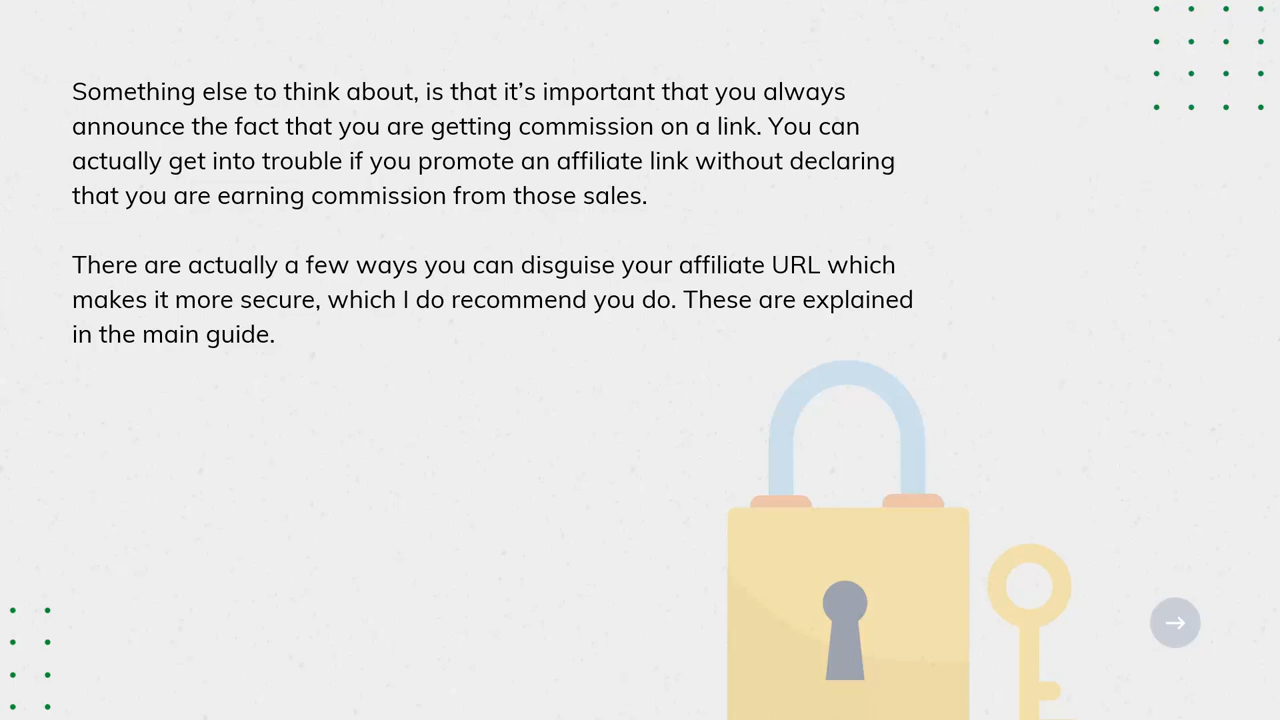 Something else to think about, is that it’s important that you always
announce the fact that you are getting commission on a link. You can
actually get into trouble if you promote an affiliate link without declaring
that you are earning commission from those sales.
There are actually a few ways you can disguise your affiliate URL which
makes it more secure, which I do recommend you do. These are explained
in the main guide.